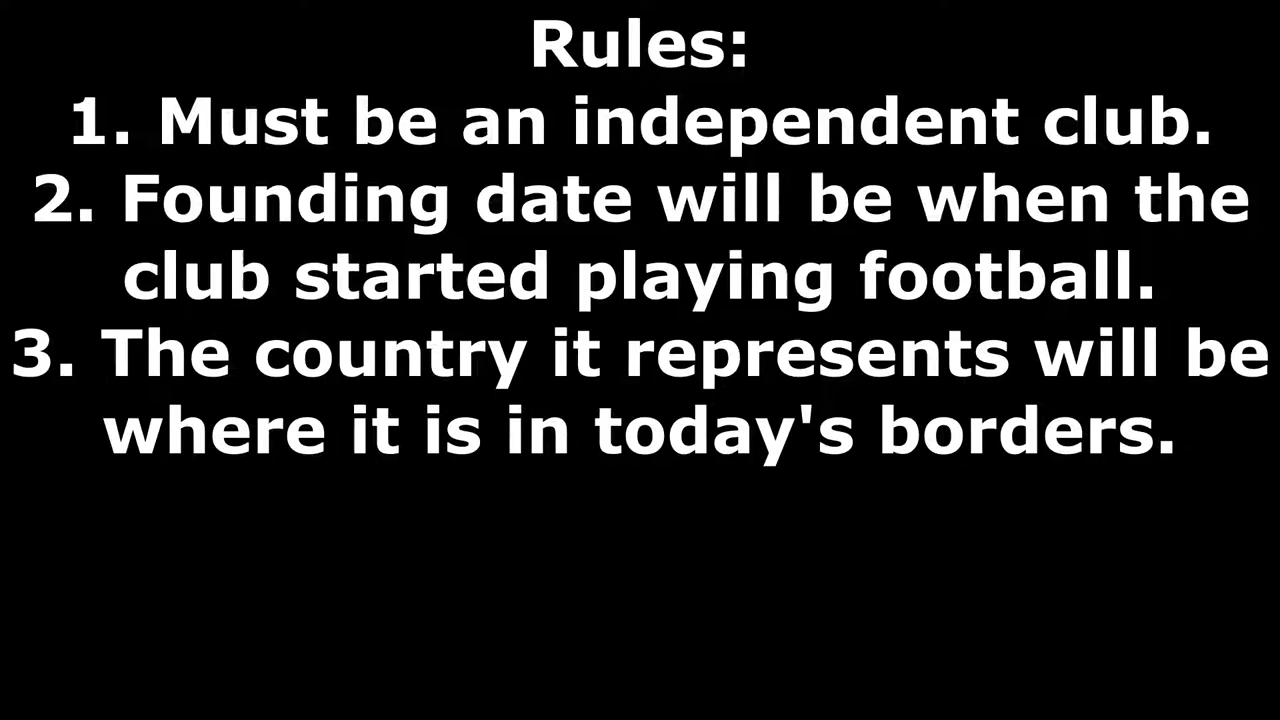 Rules:
1. Must be an independent club.
2. Founding date will be when the
club started playing football.
3. The country it represents will be
where it is in today's borders.